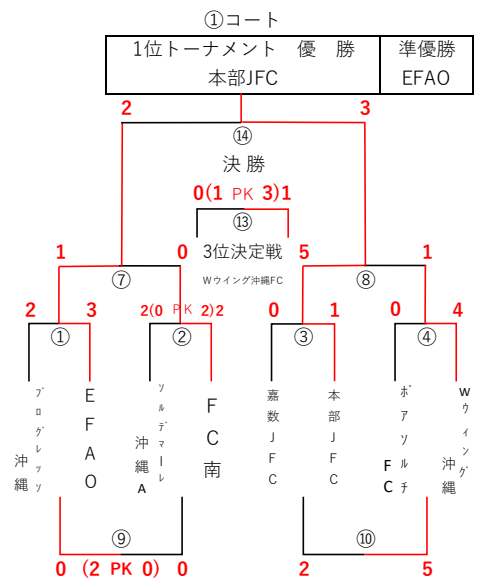 ①コート
1位トーナメント 優 勝 準優勝
本部JFC EFAO
2 3
⑭
決 勝
0(1 PK 3)1
⑬
1 0 3位決定戦 5 1
⑦ Wウイング沖縄FC ⑧
2 3 2(0 PK 2)2 0 1 0 4
① ② ③ ④
プログレッソ
沖縄
EFAO
ソルデマーレ
沖縄A
FC南
嘉数JFC
本部JFC
ボアソルチ
FC
wウィング
沖縄
⑨ ⑩
0 (2 PK 0) 0 2 5